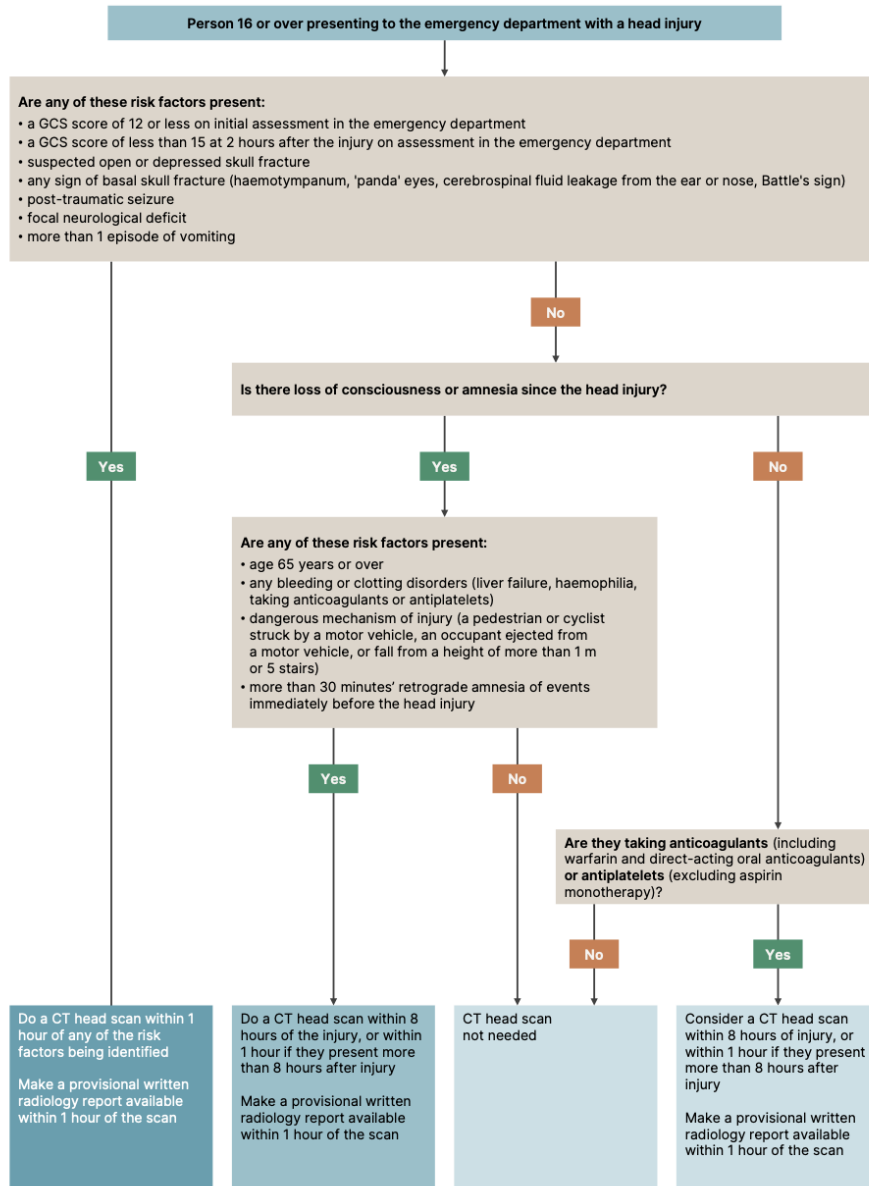 Person 16 or over presenting to the emergency department with a head injury
Are any of these risk factors present:
• a GCS score of 12 or less on initial assessment in the emergency department
• a GCS score of less than 15 at 2 hours after the injury on assessment in the emergency department
• suspected open or depressed skull fracture
• any sign of basal skull fracture (haemotympanum, 'panda' eyes, cerebrospinal fluid leakage from the ear or nose, Battle's sign)
• post-traumatic seizure
• focal neurological deficit
• more than 1 episode of vomiting
No
Is there loss of consciousness or amnesia since the head injury?
Yes
Yes
No
Are any of these risk factors present:
• age 65 years or over
• any bleeding or clotting disorders (liver failure, haemophilia,
taking anticoagulants or antiplatelets)
• dangerous mechanism of injury (a pedestrian or cyclist
struck by a motor vehicle, an occupant ejected from
a motor vehicle, or fall from a height of more than 1 m
or 5 stairs)
• more than 30 minutes’ retrograde amnesia of events
immediately before the head injury
Yes
No
Are they taking anticoagulants (including
warfarin and direct-acting oral anticoagulants)
or antiplatelets (excluding aspirin
monotherapy)?
No
Yes
Do a CT head scan within 1
hour of any of the risk
factors being identified
Make a provisional written
radiology report available
within 1 hour of the scan
Do a CT head scan within 8
hours of the injury, or within
1 hour if they present more
than 8 hours after injury
Make a provisional written
radiology report available
within 1 hour of the scan
CT head scan
not needed
Consider a CT head scan
within 8 hours of injury, or
within 1 hour if they present
more than 8 hours after
injury
Make a provisional written
radiology report available
within 1 hour of the scan